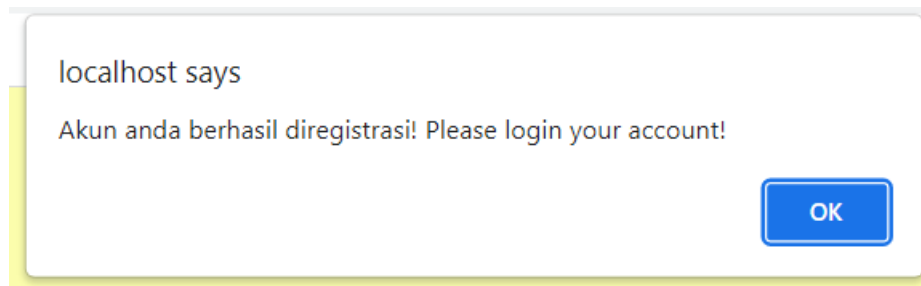 localhost says
Akun anda berhasil diregistrasi! Please login your account!
OK